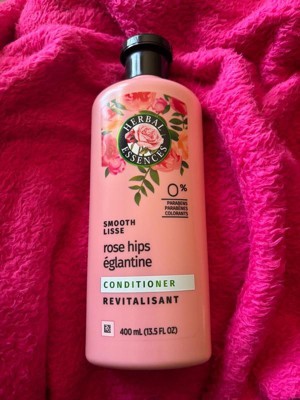 HERBAL
ESSENCES
0%
PARABENS
PARABÈNES
COLORANTS
SMOOTH
LISSE
rose hips
églantine
CONDITIONER
REVITALISANT
400 mL (13.5 FL OZ)